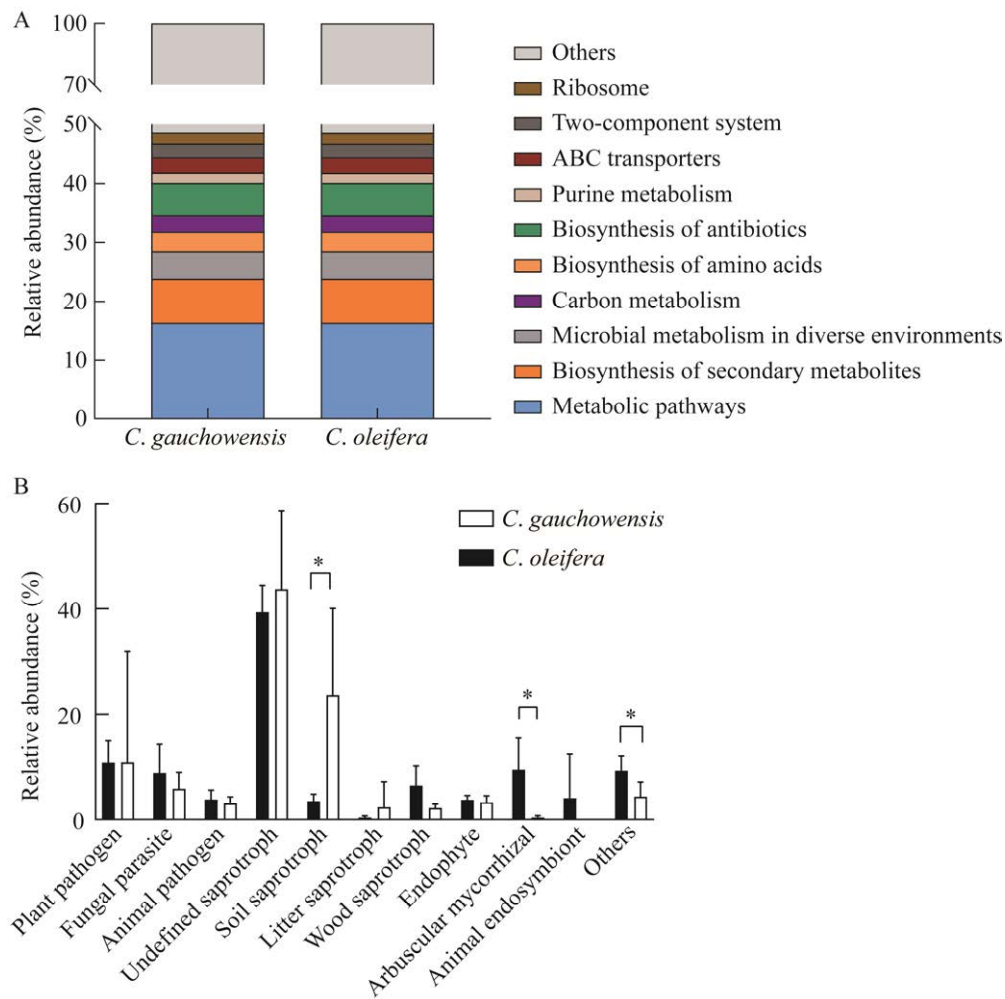 A
100
70
50
40
30
20
10
0
Relative abundance (%)
C. gauchowensis
C. oleifera
Others
Ribosome
Two-component system
ABC transporters
Purine metabolism
Biosynthesis of antibiotics
Biosynthesis of amino acids
Carbon metabolism
Microbial metabolism in diverse environments
Biosynthesis of secondary metabolites
Metabolic pathways
B
60
40
20
0
Relative abundance (%)
C. gauchowensis
C. oleifera
*
*
*
Plant pathogen
Fungal parasite
Animal pathogen
Undefined saprotroph
Soil saprotroph
Litter saprotroph
Wood saprotroph
Endophyte
Arbuscular mycorrhizal
Animal endosymbiont
Others